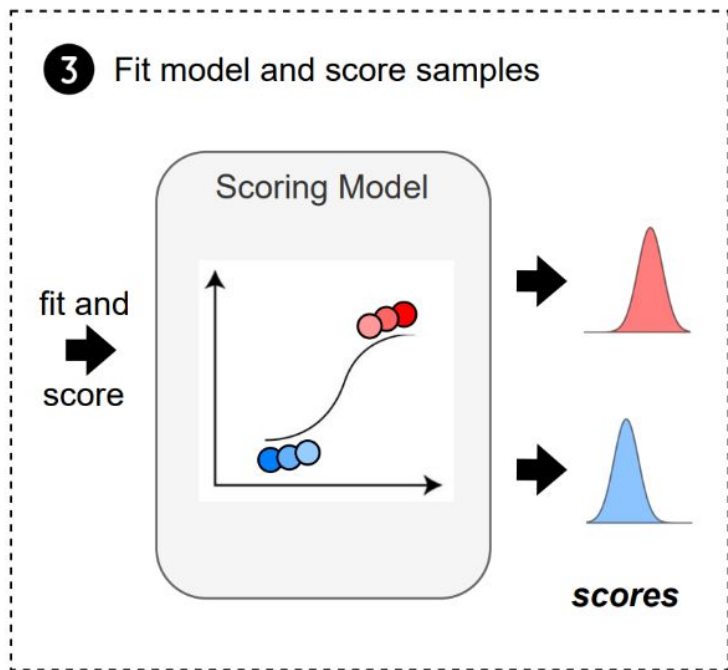 3 Fit model and score samples
Scoring Model
fit and
score
scores